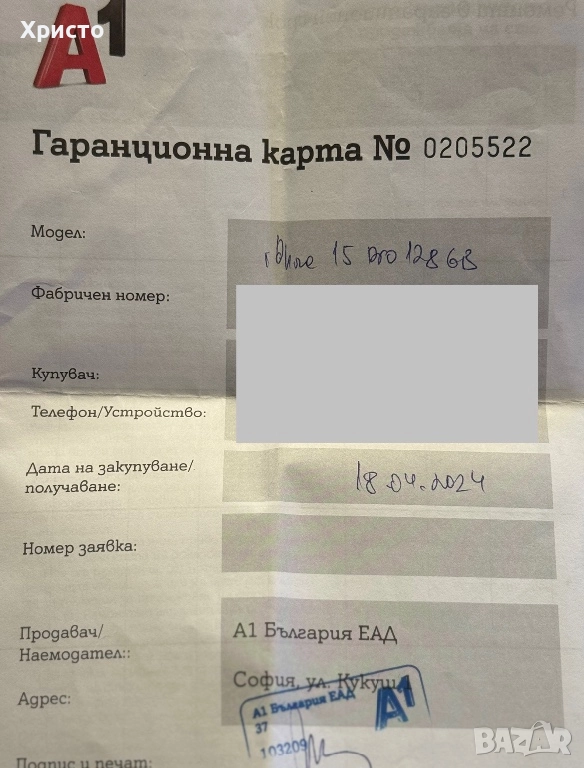 Христо
A1
Гаранционна карта № 0205522
Модел:
iPhone 15 pro 128GB
Фабричен номер:
Купувач:
Телефон/Устройство:
Дата на закупуване/
получаване:
18.04.2024
Номер заявка:
Продавач/
Наемодател::
А1 България ЕАД
Адрес:
София, ул. Кукуш 1
А1 България ЕАД
A1
37
103209
Подпис и печат:
BAZAR